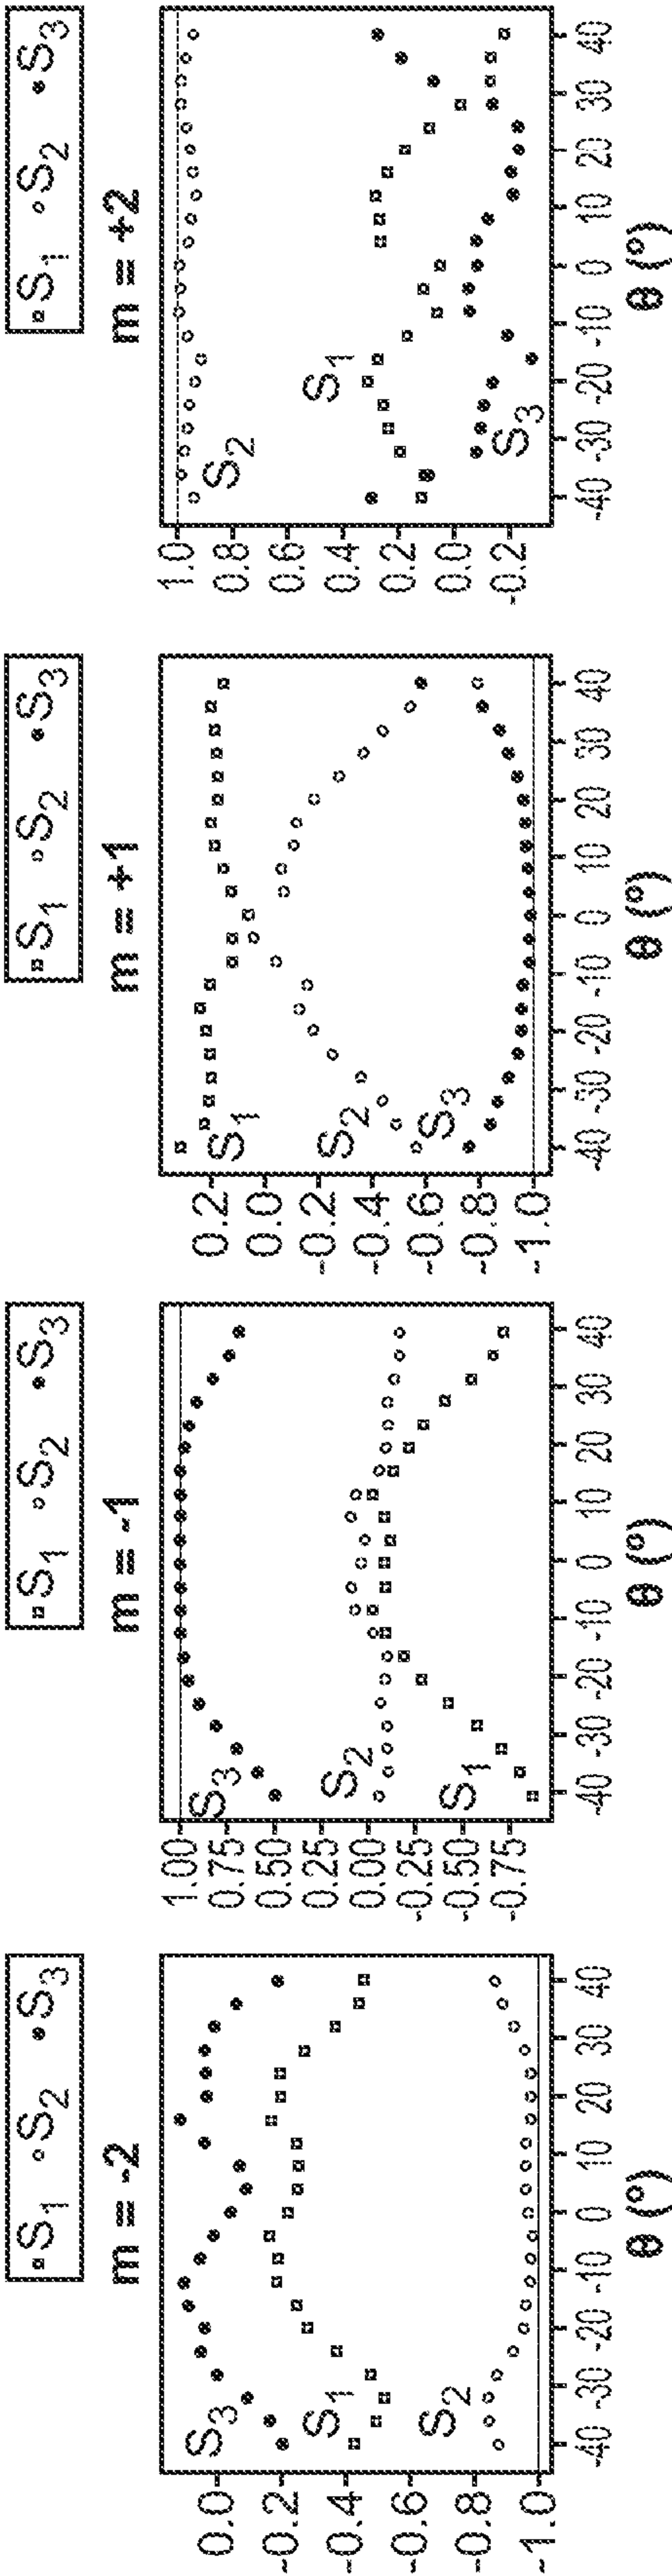 S1 S2 S3
m = -2
0.0
-0.2
-0.4
-0.6
-0.8
-1.0
S3
S1
S2
-40 -30 -20 -10 0 10 20 30 40
θ (°)
S1 S2 S3
m = -1
1.00
0.75
0.50
0.25
0.00
-0.25
-0.50
-0.75
S3
S2
S1
-40 -30 -20 -10 0 10 20 30 40
θ (°)
S1 S2 S3
m = +1
0.2
0.0
-0.2
-0.4
-0.6
-0.8
-1.0
S1
S2
S3
-40 -30 -20 -10 0 10 20 30 40
θ (°)
S1 S2 S3
m = +2
1.0
0.8
0.6
0.4
0.2
0.0
-0.2
S2
S1
S3
-40 -30 -20 -10 0 10 20 30 40
θ (°)